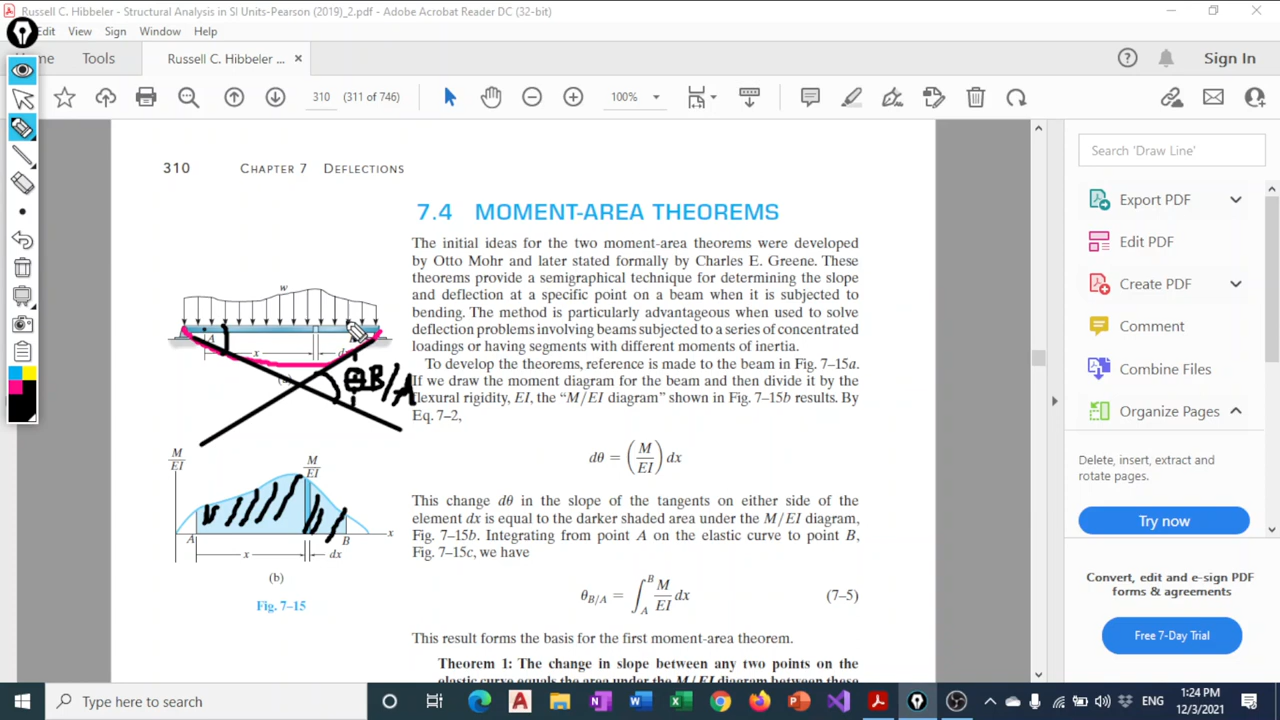 Russell C. Hibbeler - Structural Analysis in SI Units-Pearson (2019)_2.pdf - Adobe Acrobat Reader DC (32-bit)
Edit View Sign Window Help
Home Tools Russell C. Hibbeler ... × Sign In
310 (311 of 746) 100%
310 CHAPTER 7 DEFLECTIONS
7.4 MOMENT-AREA THEOREMS
The initial ideas for the two moment-area theorems were developed
by Otto Mohr and later stated formally by Charles E. Greene. These
theorems provide a semigraphical technique for determining the slope
and deflection at a specific point on a beam when it is subjected to
bending. The method is particularly advantageous when used to solve
deflection problems involving beams subjected to a series of concentrated
loadings or having segments with different moments of inertia.
To develop the theorems, reference is made to the beam in Fig. 7–15a.
If we draw the moment diagram for the beam and then divide it by the
flexural rigidity, EI, the “M/EI diagram” shown in Fig. 7–15b results. By
Eq. 7–2,
dθ = (M/EI) dx
This change dθ in the slope of the tangents on either side of the
element dx is equal to the darker shaded area under the M/EI diagram,
Fig. 7–15b. Integrating from point A on the elastic curve to point B,
Fig. 7–15c, we have
θB/A = ∫AB M/EI dx (7–5)
This result forms the basis for the first moment-area theorem.
Theorem 1: The change in slope between any two points on the
elastic curve equals the area under the M/EI diagram between these
w
A
x
θB/A
M/EI
M/EI
A B x
x dx
(b)
Fig. 7–15
Search 'Draw Line'
Export PDF
Edit PDF
Create PDF
Comment
Combine Files
Organize Pages
Delete, insert, extract and
rotate pages.
Try now
Convert, edit and e-sign PDF
forms & agreements
Free 7-Day Trial
Type here to search
ENG
1:24 PM
12/3/2021